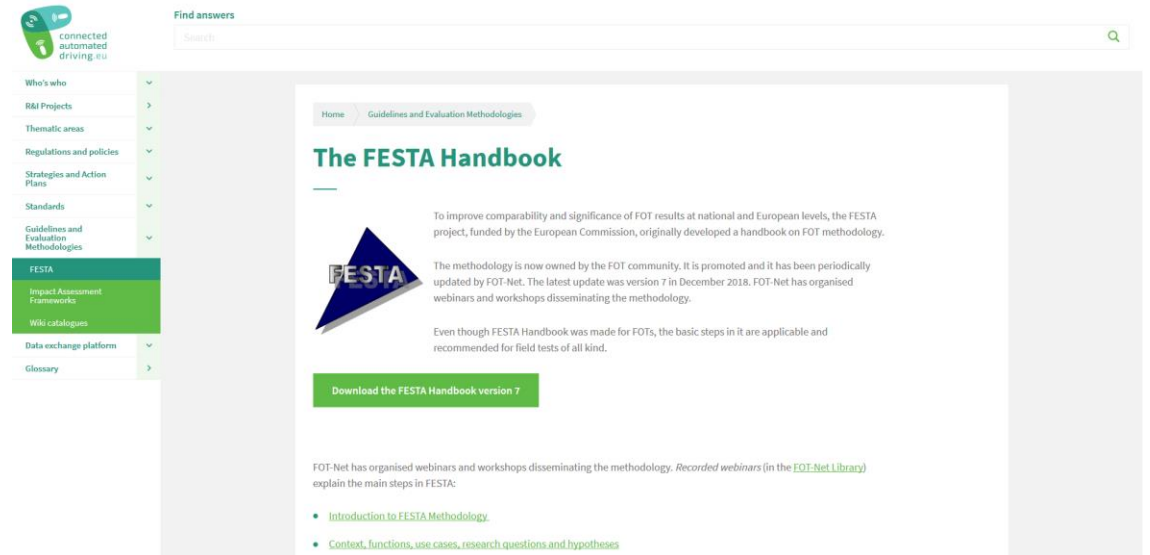 connected
automated
driving.eu
Find answers
Search
Who's who
R&I Projects
Thematic areas
Regulations and policies
Strategies and Action
Plans
Standards
Guidelines and
Evaluation
Methodologies
FESTA
Impact Assessment
Frameworks
Wiki catalogues
Data exchange platform
Glossary
Home
Guidelines and Evaluation Methodologies
The FESTA Handbook
FESTA
To improve comparability and significance of FOT results at national and European levels, the FESTA
project, funded by the European Commission, originally developed a handbook on FOT methodology.
The methodology is now owned by the FOT community. It is promoted and it has been periodically
updated by FOT-Net. The latest update was version 7 in December 2018. FOT-Net has organised
webinars and workshops disseminating the methodology.
Even though FESTA Handbook was made for FOTs, the basic steps in it are applicable and
recommended for field tests of all kind.
Download the FESTA Handbook version 7
FOT-Net has organised webinars and workshops disseminating the methodology. Recorded webinars (in the FOT-Net Library)
explain the main steps in FESTA:
Introduction to FESTA Methodology
Context, functions, use cases, research questions and hypotheses